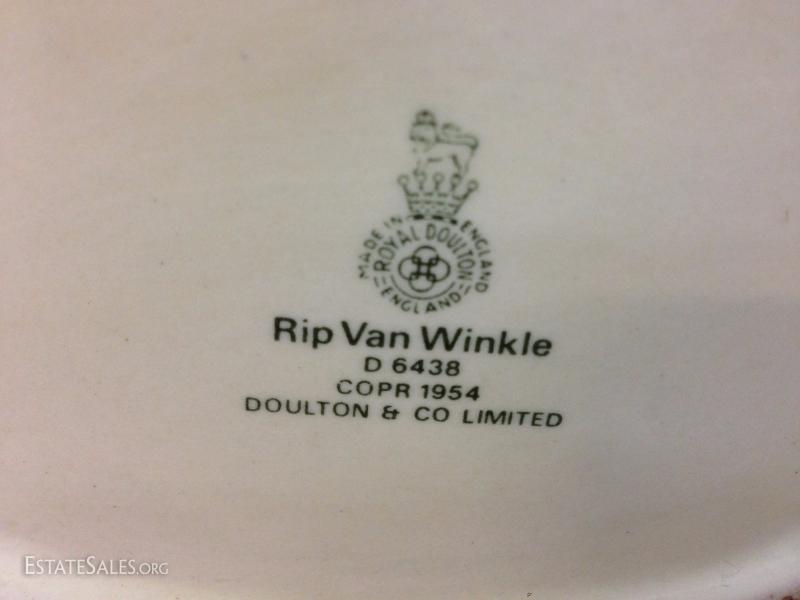 MADE IN ENGLAND
ROYAL DOULTON
ENGLAND
Rip Van Winkle
D 6438
COPR 1954
DOULTON & CO LIMITED
ESTATESALES.ORG